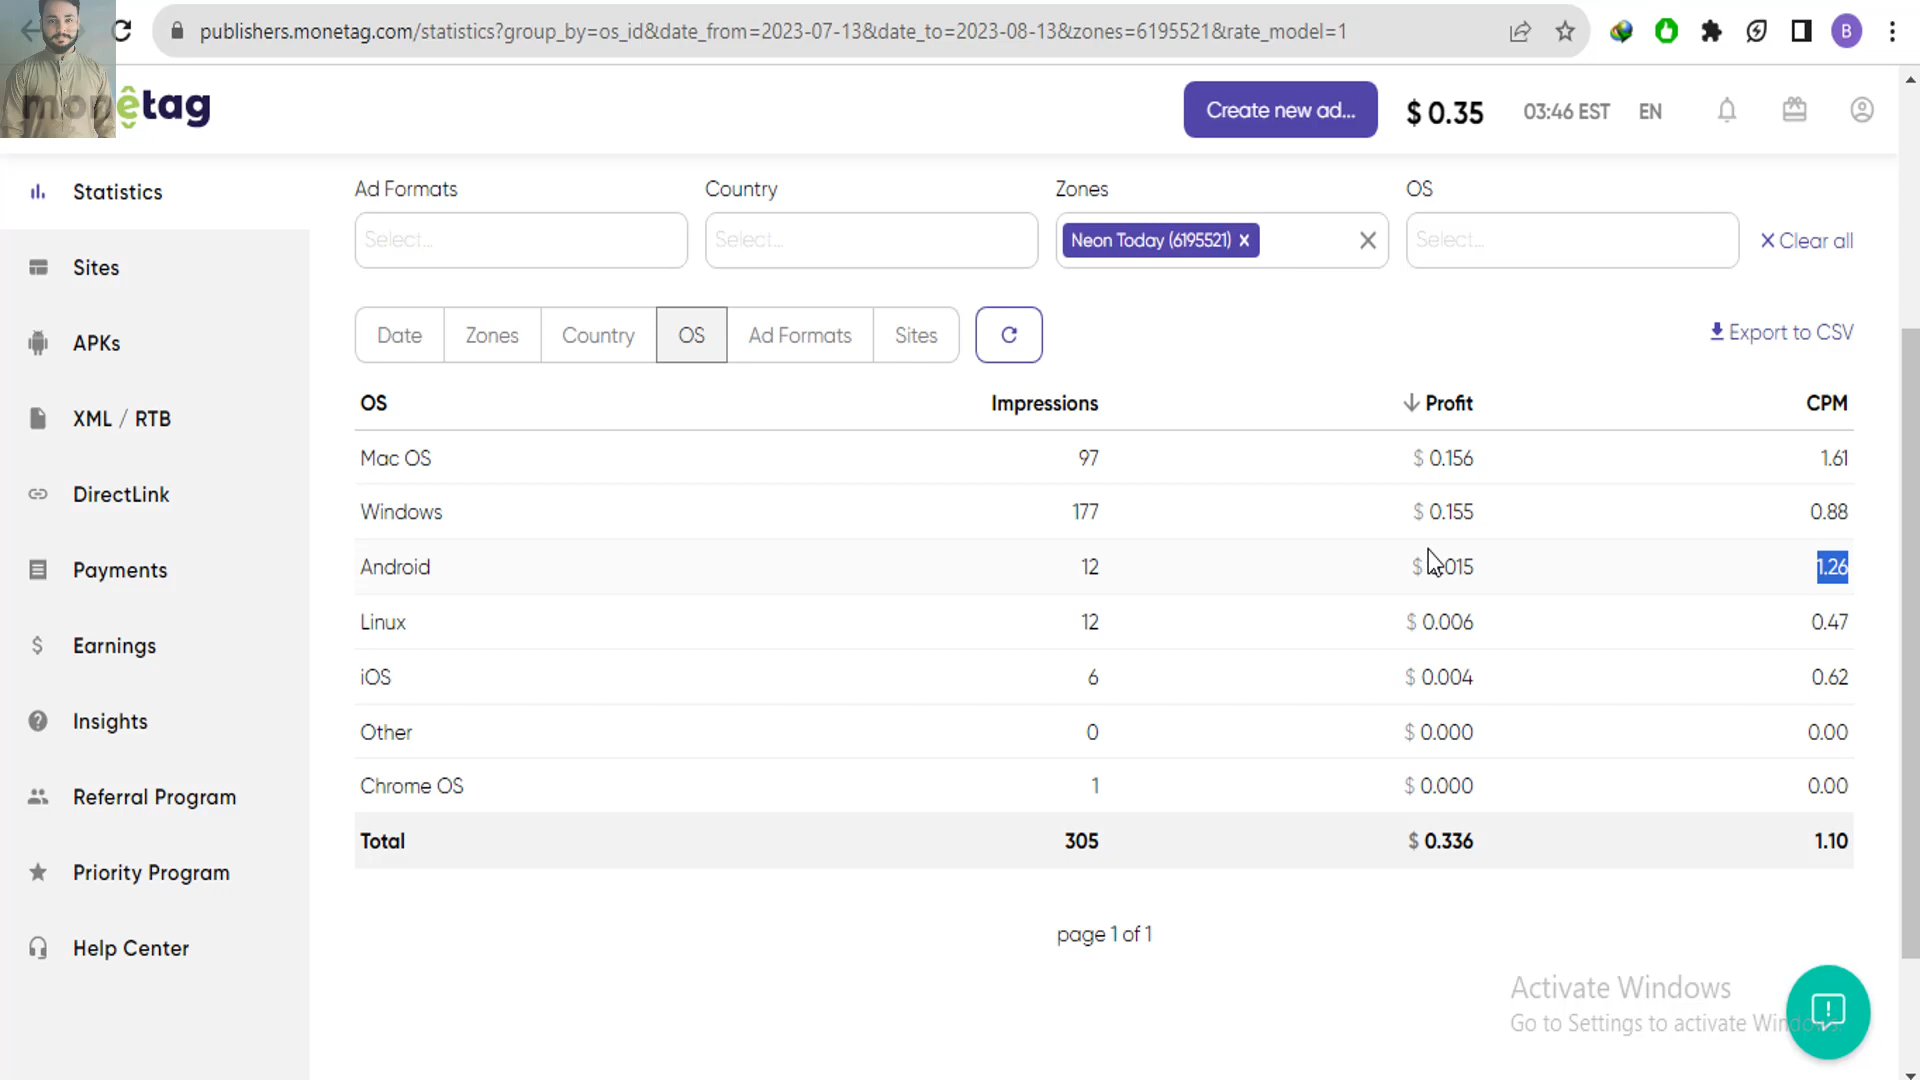 publishers.monetag.com/statistics?group_by=os_id&date_from=2023-07-13&date_to=2023-08-13&zones=6195521&rate_model=1
B
monetag
Create new ad...
$ 0.35
03:46 EST
EN
Statistics
Sites
APKs
XML / RTB
DirectLink
Payments
Earnings
Insights
Referral Program
Priority Program
Help Center
Ad Formats Country Zones OS
Select... Select... Neon Today (6195521) × Select... Clear all
Date Zones Country OS Ad Formats Sites
Export to CSV
OS Impressions Profit CPM
Mac OS 97 $ 0.156 1.61
Windows 177 $ 0.155 0.88
Android 12 $ 015 1.26
Linux 12 $ 0.006 0.47
iOS 6 $ 0.004 0.62
Other 0 $ 0.000 0.00
Chrome OS 1 $ 0.000 0.00
Total 305 $ 0.336 1.10
page 1 of 1
Activate Windows
Go to Settings to activate Windows.